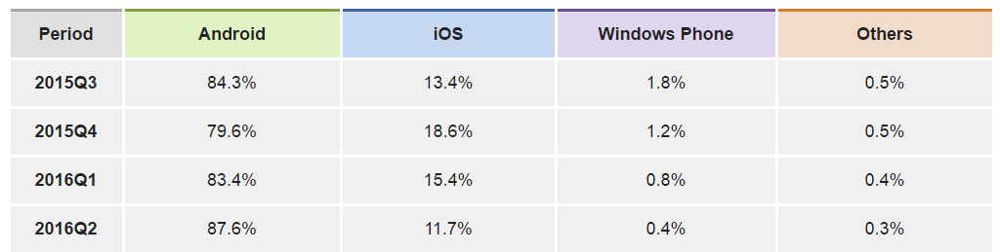 Period Android iOS Windows Phone Others
2015Q3 84.3% 13.4% 1.8% 0.5%
2015Q4 79.6% 18.6% 1.2% 0.5%
2016Q1 83.4% 15.4% 0.8% 0.4%
2016Q2 87.6% 11.7% 0.4% 0.3%